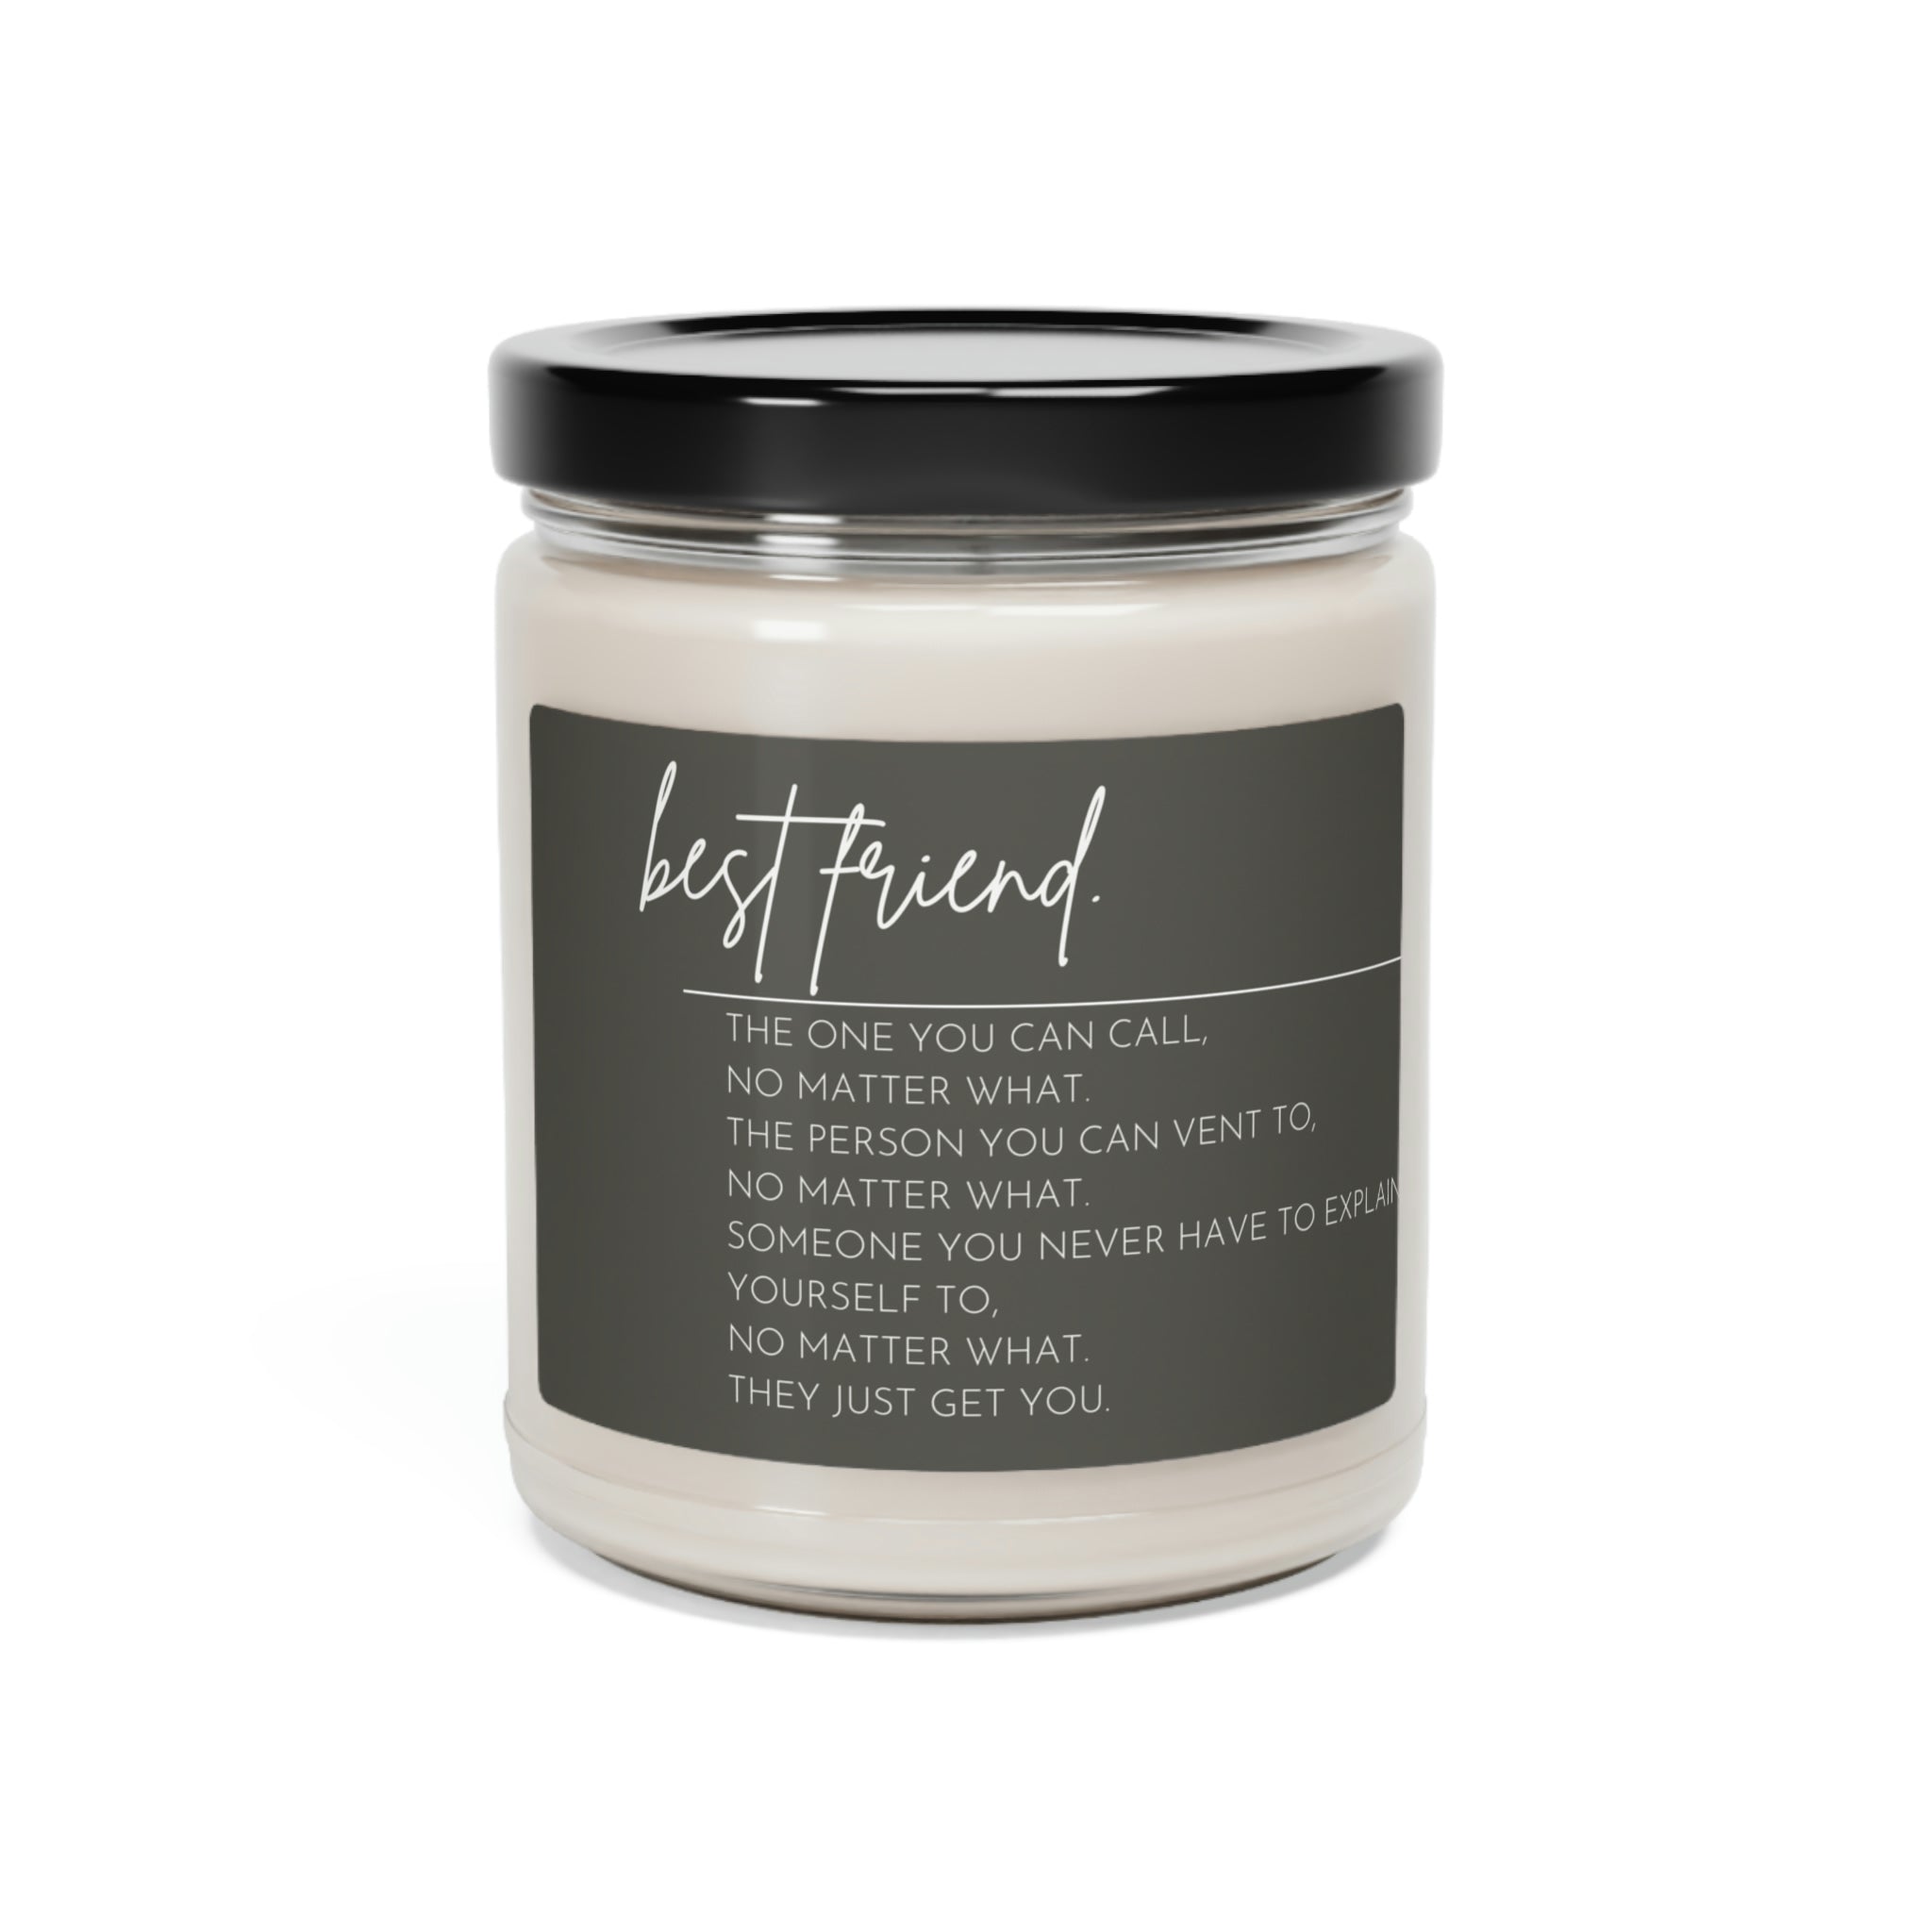 best friend.
THE ONE YOU CAN CALL,
NO MATTER WHAT.
THE PERSON YOU CAN VENT TO,
NO MATTER WHAT.
SOMEONE YOU NEVER HAVE TO EXPLAIN
YOURSELF TO,
NO MATTER WHAT.
THEY JUST GET YOU.